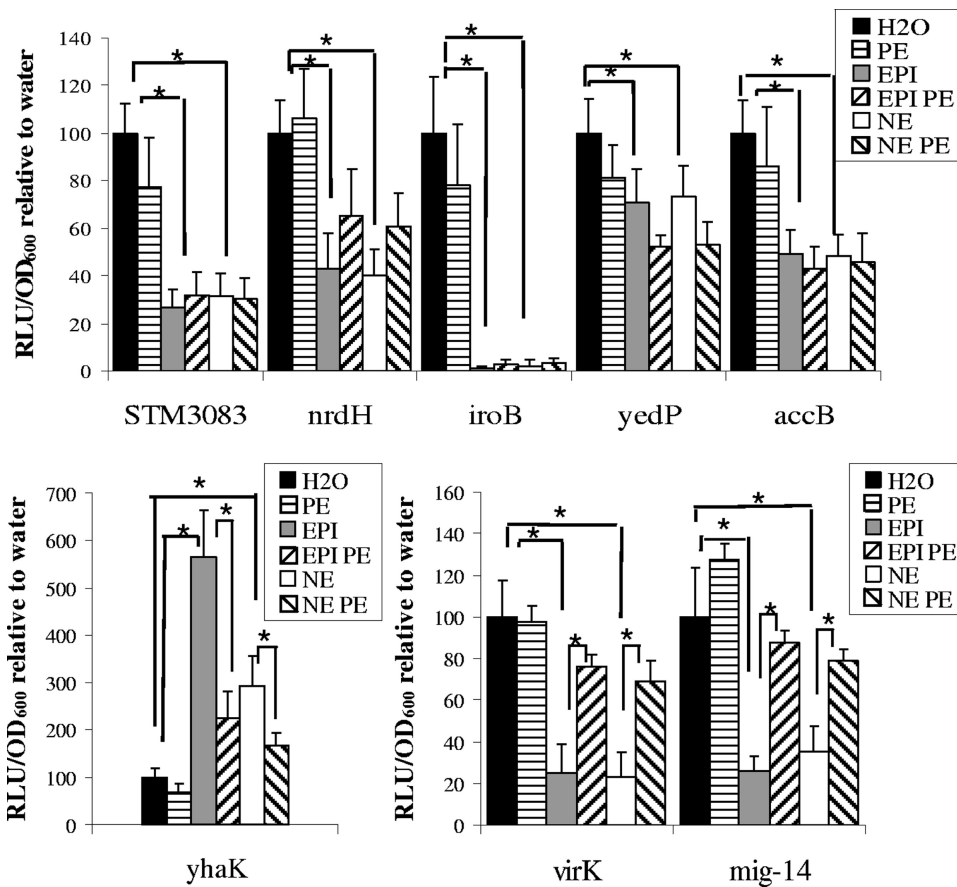 RLU/OD600 relative to water
140
120
100
80
60
40
20
0
*
*
*
*
*
*
*
*
*
*
H2O
PE
EPI
EPI PE
NE
NE PE
STM3083 nrdH iroB yedP accB
RLU/OD600 relative to water
700
600
500
400
300
200
100
0
*
*
*
*
H2O
PE
EPI
EPI PE
NE
NE PE
yhaK
RLU/OD600 relative to water
160
140
120
100
80
60
40
20
0
*
*
*
*
*
*
*
*
H2O
PE
EPI
EPI PE
NE
NE PE
virK mig-14